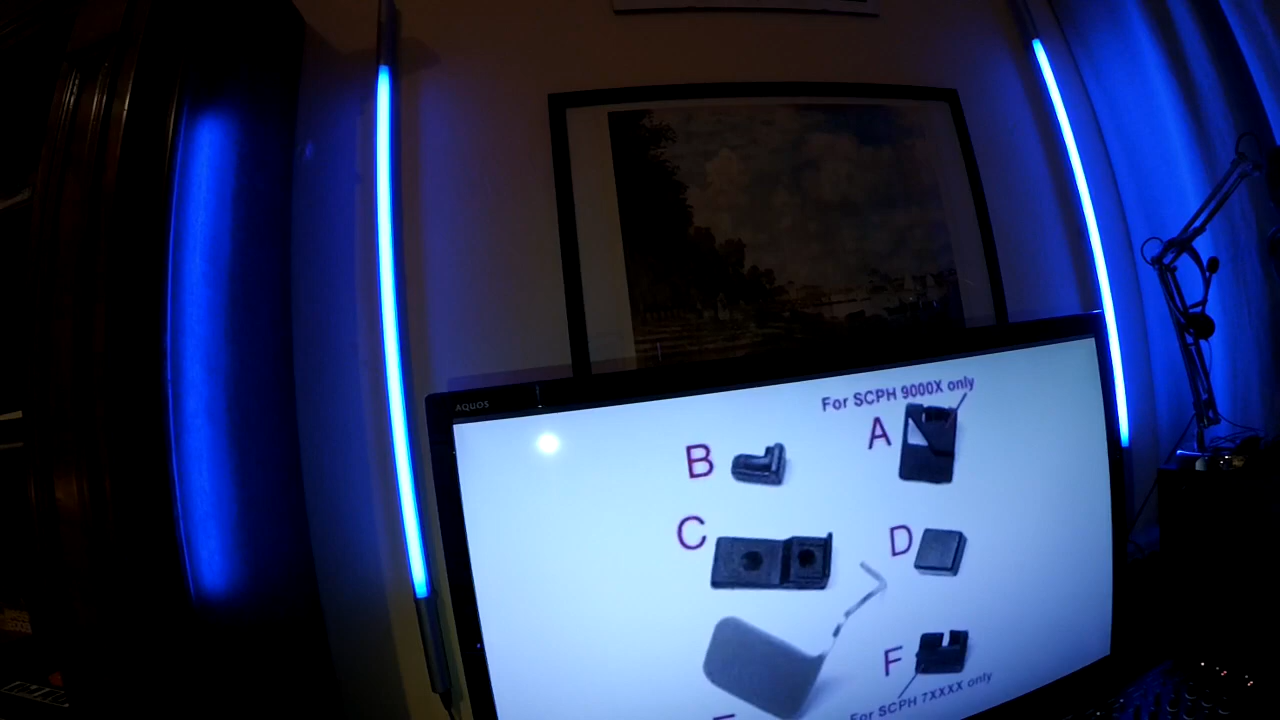 AQUOS
For SCPH 9000X only
A
B
C
D
F
For SCPH 7XXXX only